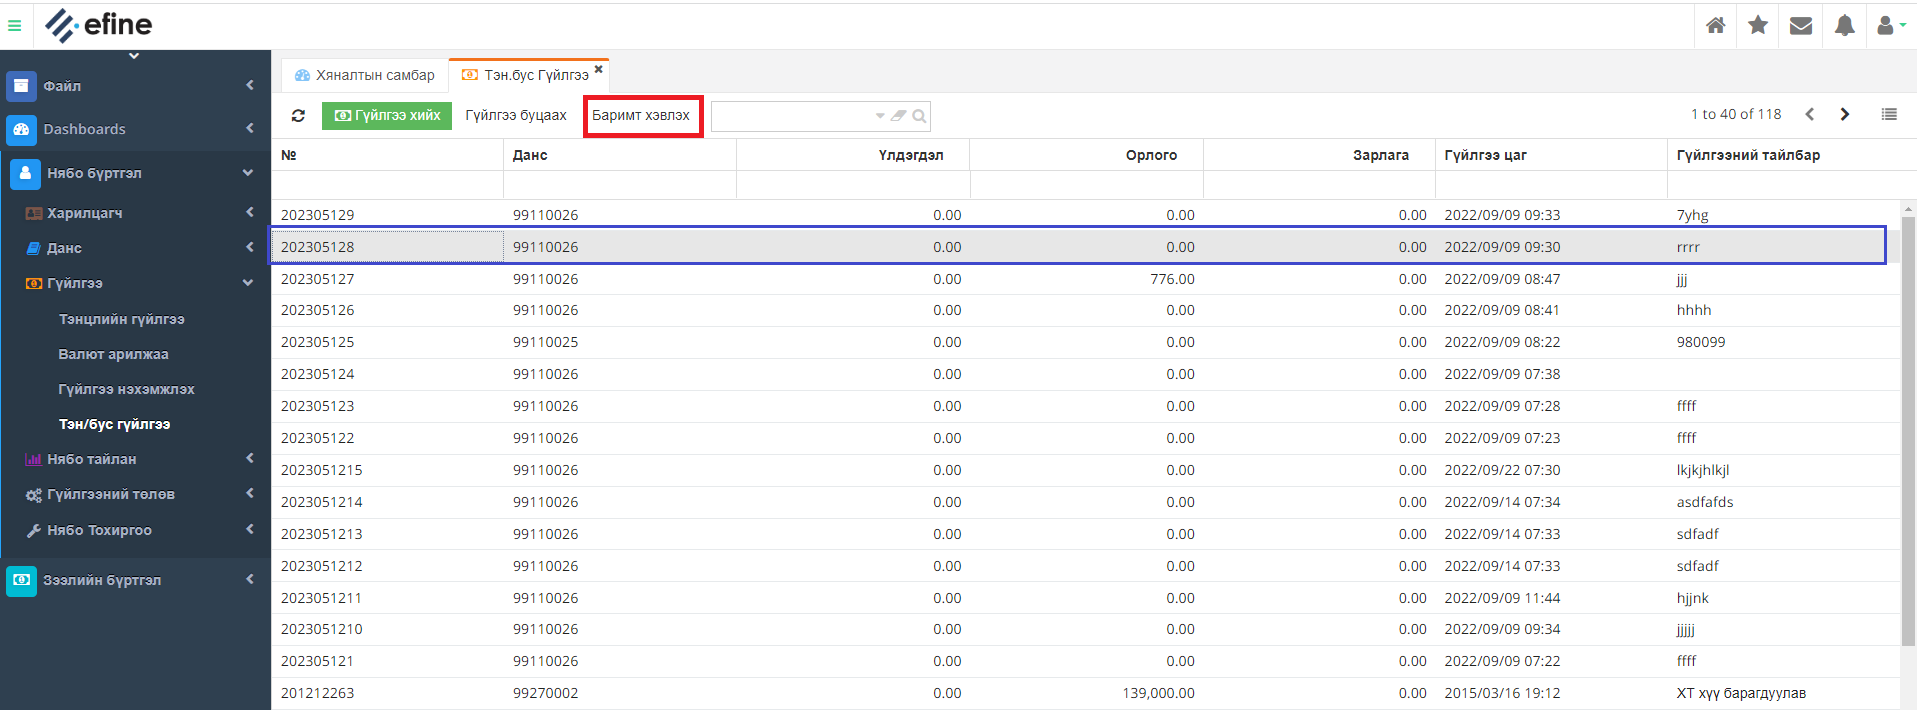 efine
Хяналтын самбар
Тэн.бус Гүйлгээ
Гүйлгээ хийх Гүйлгээ буцаах Баримт хэвлэх 1 to 40 of 118
Файл
Dashboards
Нябо бүртгэл
Харилцагч
Данс
Гүйлгээ
Тэнцлийн гүйлгээ
Валют арилжаа
Гүйлгээ нэхэмжлэх
Тэн/бус гүйлгээ
Нябо тайлан
Гүйлгээний төлөв
Нябо Тохиргоо
Зээлийн бүртгэл
№ Данс Үлдэгдэл Орлого Зарлага Гүйлгээ цаг Гүйлгээний тайлбар
202305129 99110026 0.00 0.00 0.00 2022/09/09 09:33 7yhg
202305128 99110026 0.00 0.00 0.00 2022/09/09 09:30 rrrr
202305127 99110026 0.00 776.00 0.00 2022/09/09 08:47 jjj
202305126 99110026 0.00 0.00 0.00 2022/09/09 08:41 hhhh
202305125 99110025 0.00 0.00 0.00 2022/09/09 08:22 980099
202305124 99110026 0.00 0.00 0.00 2022/09/09 07:38
202305123 99110026 0.00 0.00 0.00 2022/09/09 07:28 ffff
202305122 99110026 0.00 0.00 0.00 2022/09/09 07:23 ffff
2023051215 99110026 0.00 0.00 0.00 2022/09/22 07:30 lkjkjhlkjl
2023051214 99110026 0.00 0.00 0.00 2022/09/14 07:34 asdfafds
2023051213 99110026 0.00 0.00 0.00 2022/09/14 07:33 sdfadf
2023051212 99110026 0.00 0.00 0.00 2022/09/14 07:33 sdfadf
2023051211 99110026 0.00 0.00 0.00 2022/09/09 11:44 hjjnk
2023051210 99110026 0.00 0.00 0.00 2022/09/09 09:34 jjjjj
202305121 99110026 0.00 0.00 0.00 2022/09/09 07:22 ffff
201212263 99270002 0.00 139,000.00 0.00 2015/03/16 19:12 ХТ хүү барагдуулав